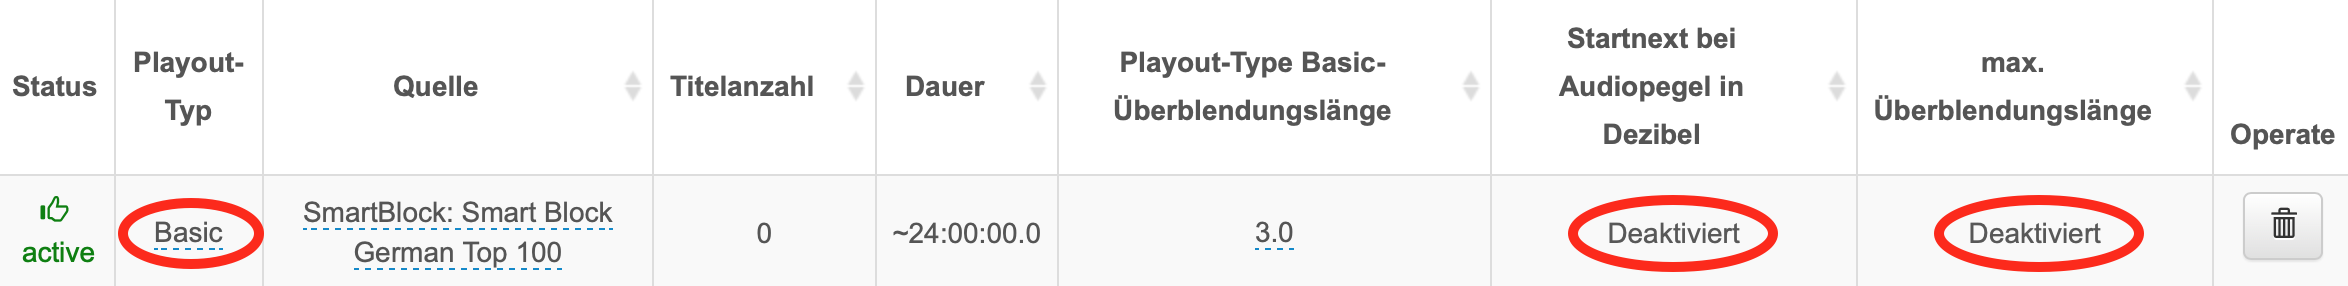 Status
Playout-
Typ
Quelle
Titelanzahl
Dauer
Playout-Type Basic-
Überblendungslänge
Startnext bei
Audiopegel in
Dezibel
max.
Überblendungslänge
Operate
active
Basic
SmartBlock: Smart Block
German Top 100
0
~24:00:00.0
3.0
Deaktiviert
Deaktiviert